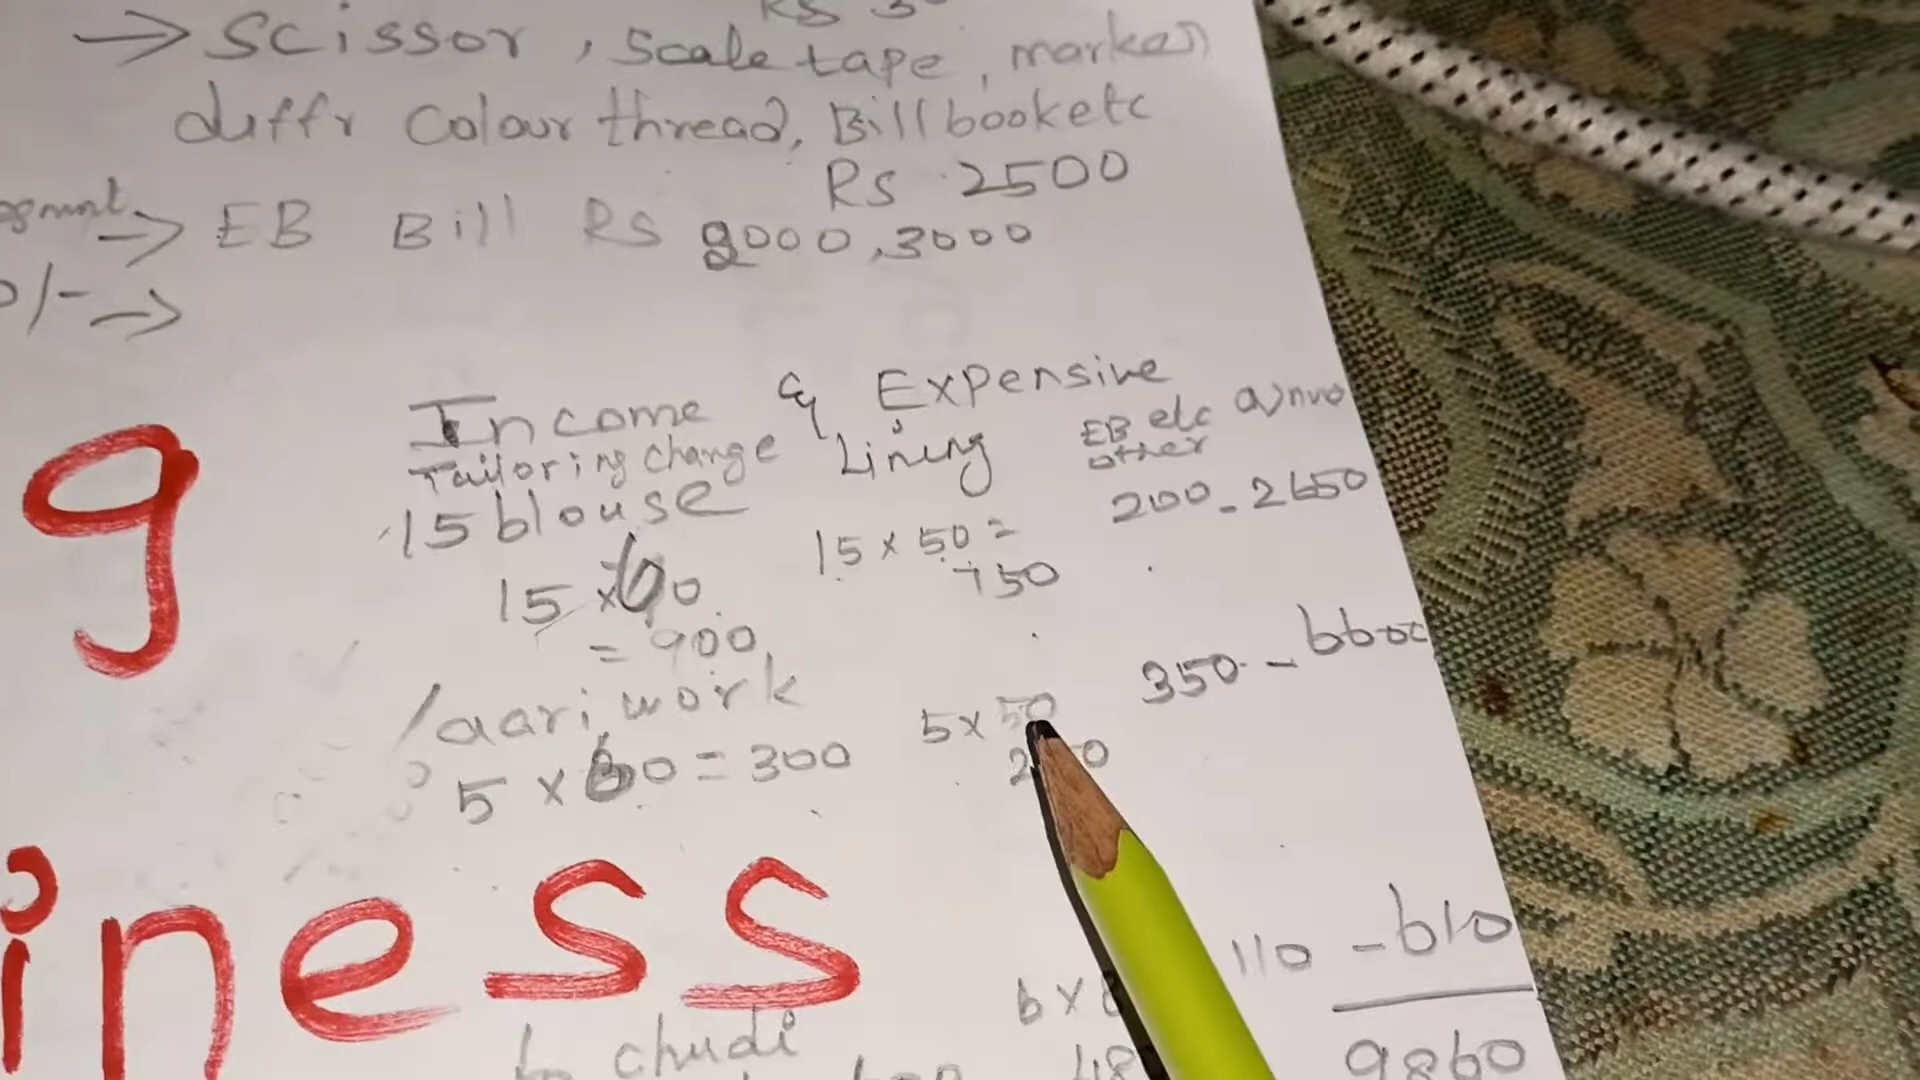 → Scissor, Scale tape, marker
diffr Colour thread, Bill book etc
Rs 2500
→ EB Bill Rs 2000, 3000
/- →
Income & Expensive
Tailoring change Lining EB etc other
15 blouse 15 x 50 = 750 200 - 2650
15 x 60 = 900
aari work 5 x 50 350 - 6600
5 x 60 = 300
g
iness
110 - 610
chudi 6 x 8
9860